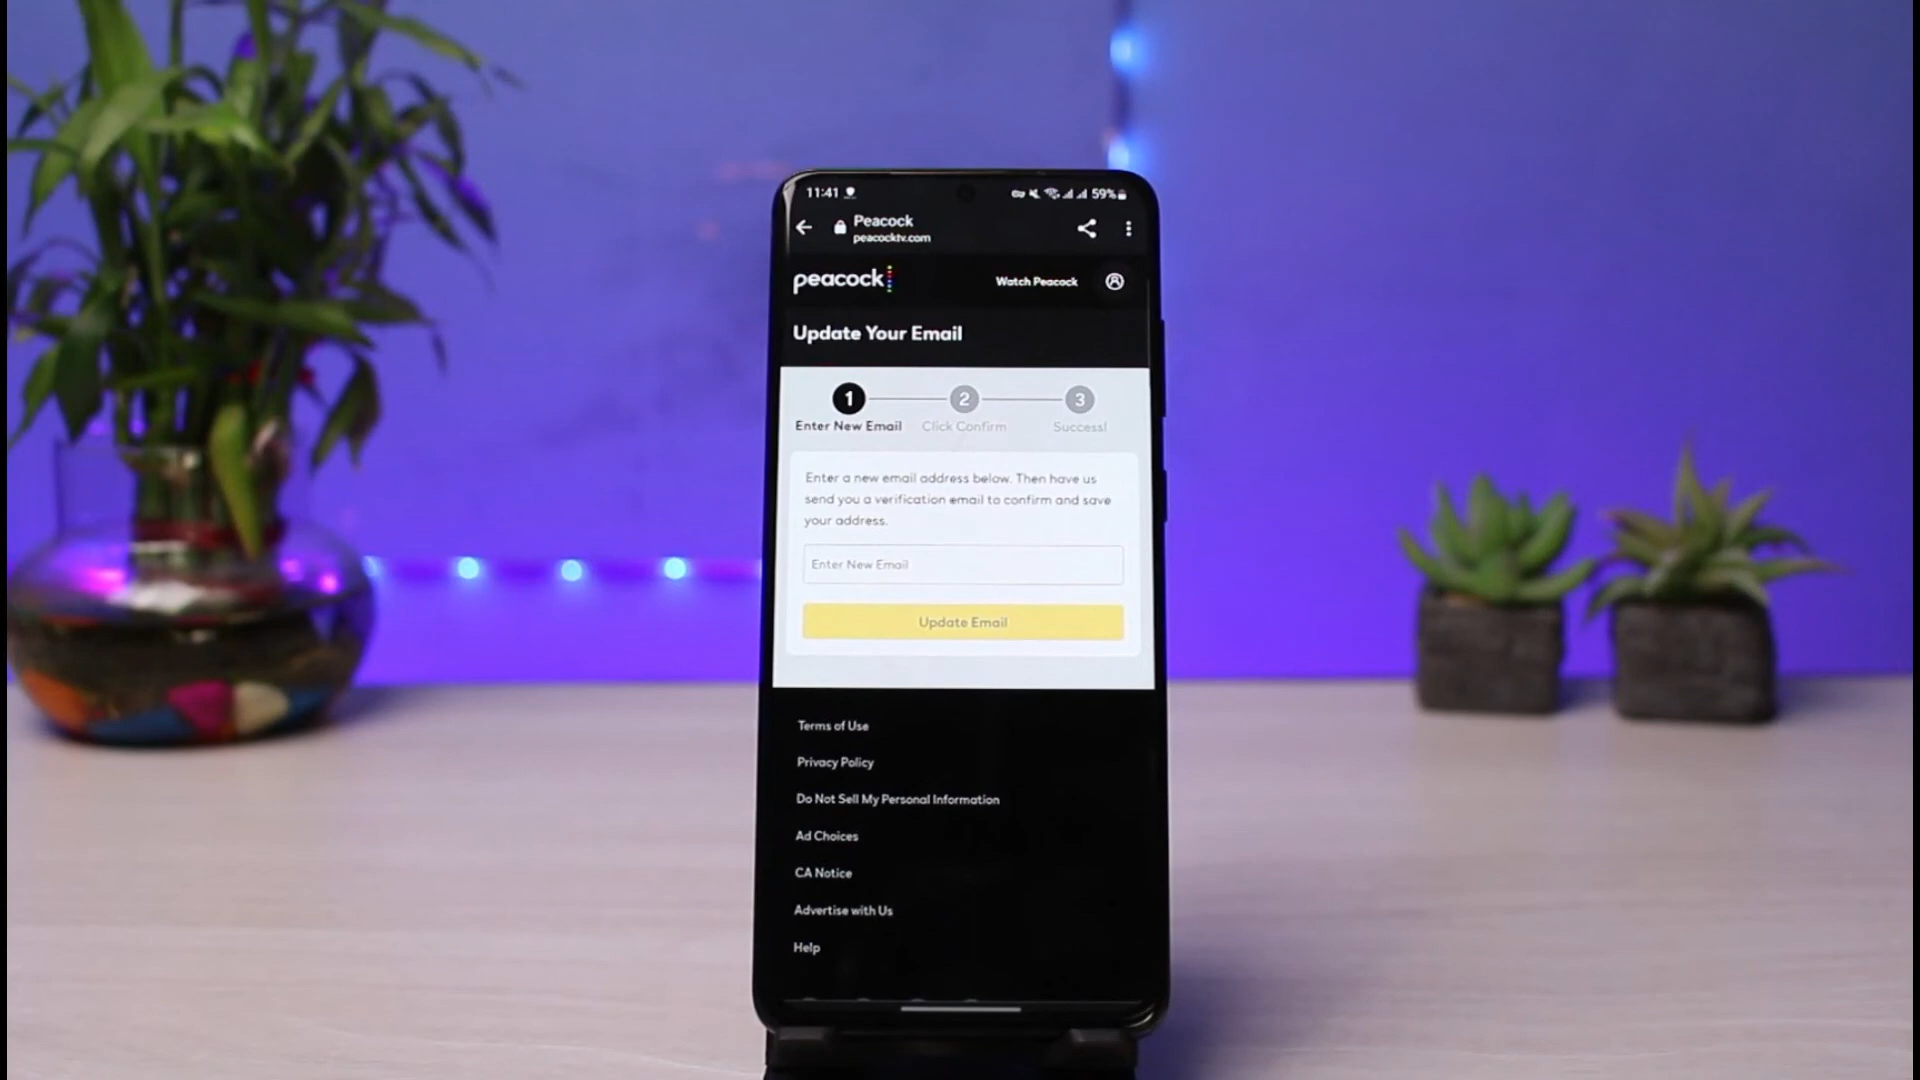 11:41
59%
Peacock
peacocktv.com
peacock
Watch Peacock
Update Your Email
1 2 3
Enter New Email Click Confirm Success!
Enter a new email address below. Then have us
send you a verification email to confirm and save
your address.
Enter New Email
Update Email
Terms of Use
Privacy Policy
Do Not Sell My Personal Information
Ad Choices
CA Notice
Advertise with Us
Help